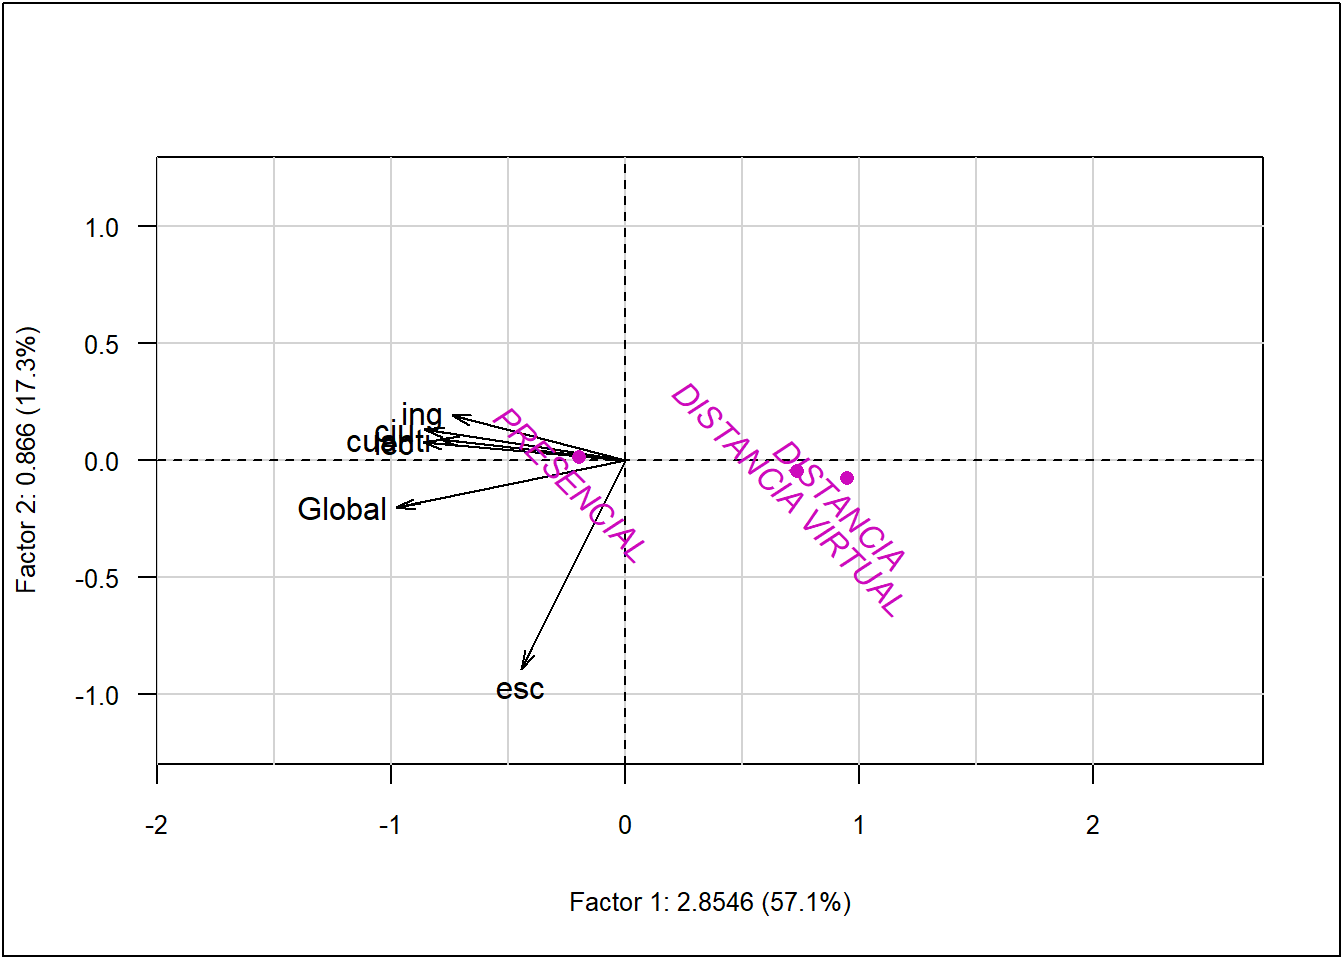 1.0
0.5
0.0
-0.5
-1.0
Factor 2: 0.866 (17.3%)
ing
Global
esc
PRESENCIAL
DISTANCIA VIRTUAL
DISTANCIA
-2
-1
0
1
2
Factor 1: 2.8546 (57.1%)